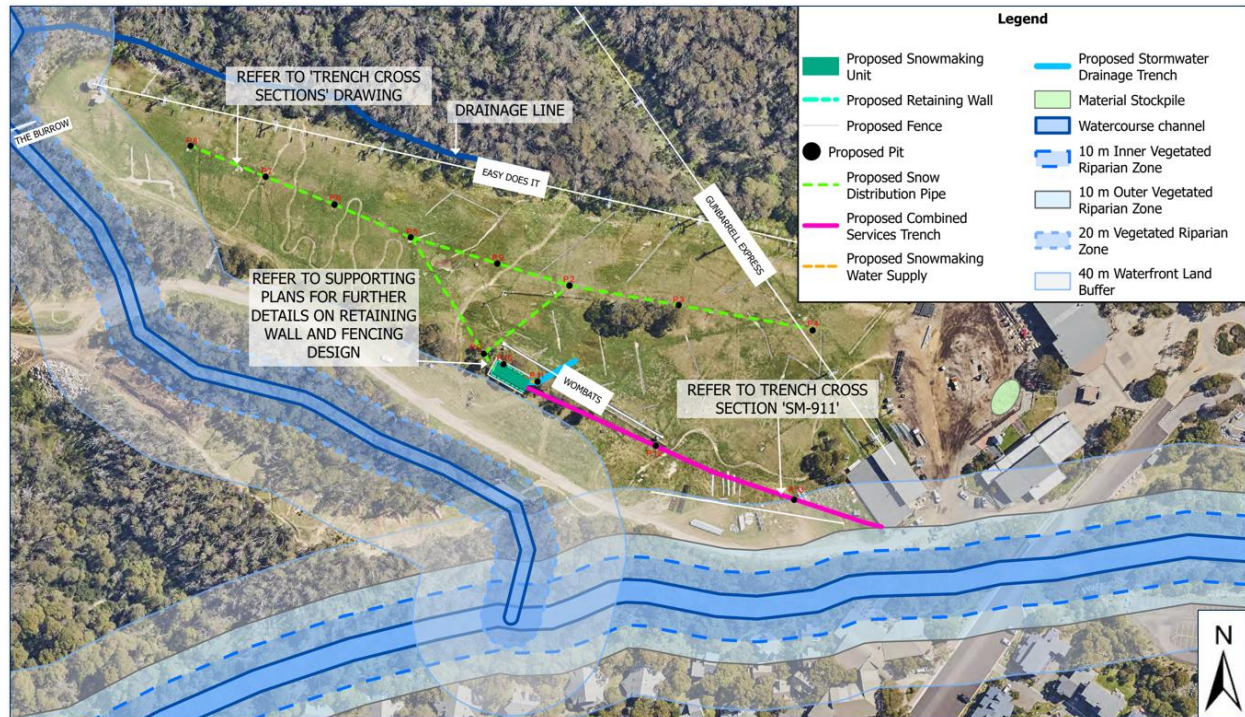 REFER TO 'TRENCH CROSS
SECTIONS' DRAWING
DRAINAGE LINE
THE BURROW
EASY DOES IT
GUNBARRELL EXPRESS
REFER TO SUPPORTING
PLANS FOR FURTHER
DETAILS ON RETAINING
WALL AND FENCING
DESIGN
P3
WOMBATS
REFER TO TRENCH CROSS
SECTION 'SM-911'
Legend
Proposed Snowmaking
Unit
Proposed Retaining Wall
Proposed Fence
Proposed Pit
Proposed Snow
Distribution Pipe
Proposed Combined
Services Trench
Proposed Snowmaking
Water Supply
Proposed Stormwater
Drainage Trench
Material Stockpile
Watercourse channel
10 m Inner Vegetated
Riparian Zone
10 m Outer Vegetated
Riparian Zone
20 m Vegetated Riparian
Zone
40 m Waterfront Land
Buffer
N